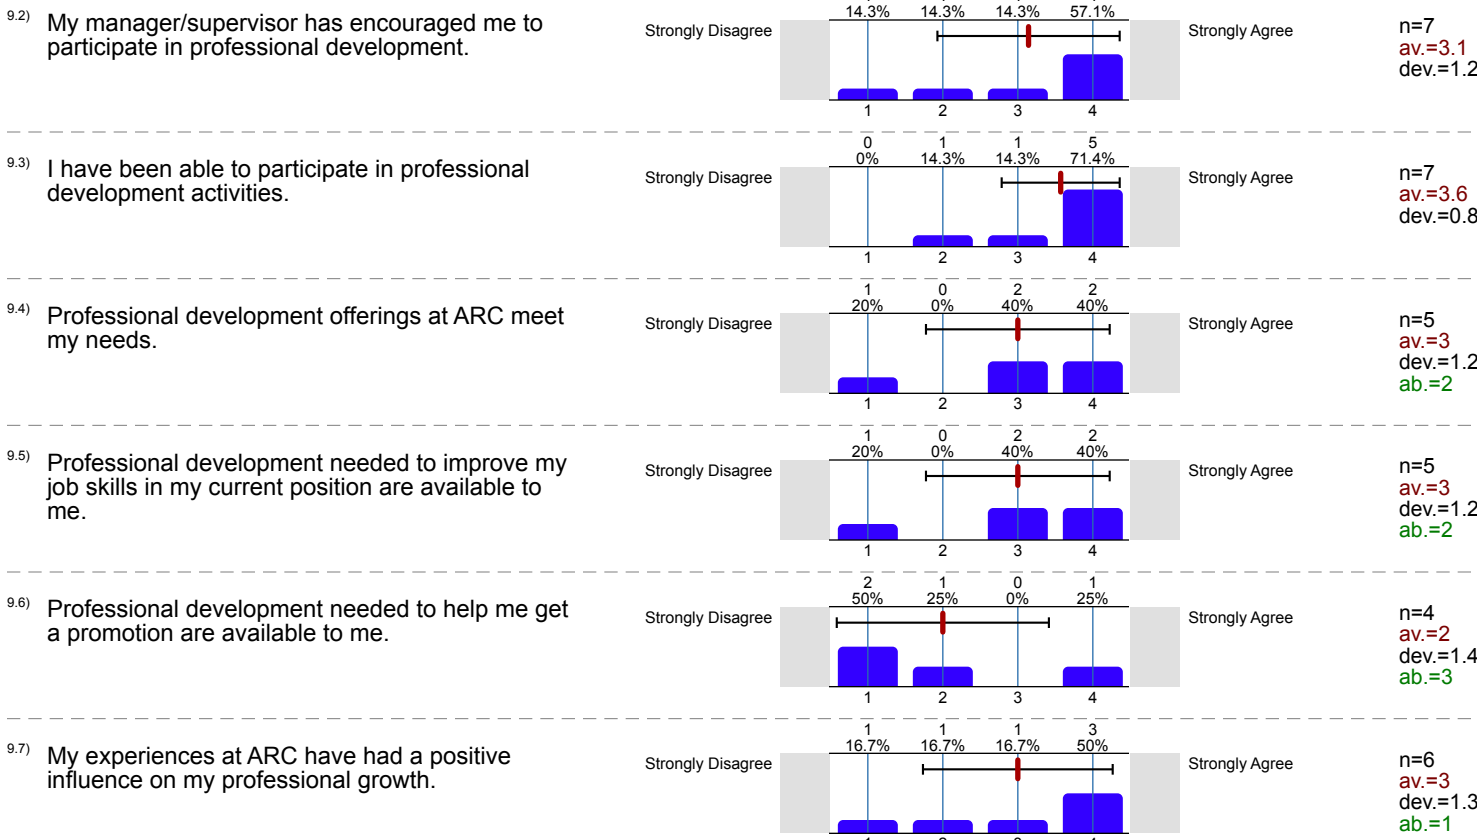 14.3% 14.3% 14.3% 57.1%
9.2) My manager/supervisor has encouraged me to
participate in professional development.
Strongly Disagree
Strongly Agree
n=7
av.=3.1
dev.=1.2
1 2 3 4
0 1 1 5
0% 14.3% 14.3% 71.4%
9.3) I have been able to participate in professional
development activities.
Strongly Disagree
Strongly Agree
n=7
av.=3.6
dev.=0.8
1 2 3 4
1 0 2 2
20% 0% 40% 40%
9.4) Professional development offerings at ARC meet
my needs.
Strongly Disagree
Strongly Agree
n=5
av.=3
dev.=1.2
ab.=2
1 2 3 4
1 0 2 2
20% 0% 40% 40%
9.5) Professional development needed to improve my
job skills in my current position are available to
me.
Strongly Disagree
Strongly Agree
n=5
av.=3
dev.=1.2
ab.=2
1 2 3 4
2 1 0 1
50% 25% 0% 25%
9.6) Professional development needed to help me get
a promotion are available to me.
Strongly Disagree
Strongly Agree
n=4
av.=2
dev.=1.4
ab.=3
1 2 3 4
1 1 1 3
16.7% 16.7% 16.7% 50%
9.7) My experiences at ARC have had a positive
influence on my professional growth.
Strongly Disagree
Strongly Agree
n=6
av.=3
dev.=1.3
ab.=1